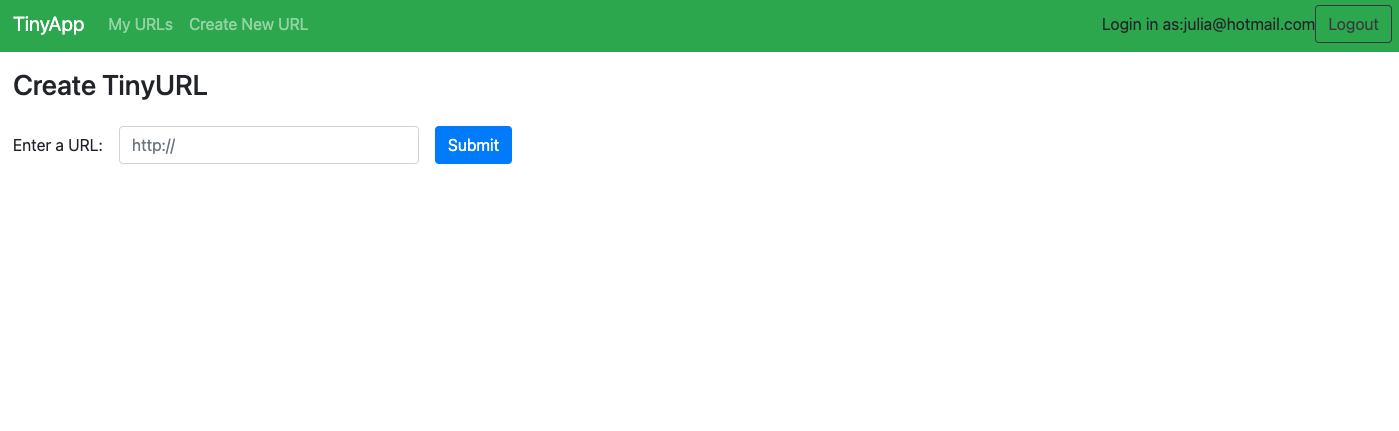 TinyApp My URLs Create New URL Login in as:julia@hotmail.com Logout
Create TinyURL
Enter a URL: http:// Submit